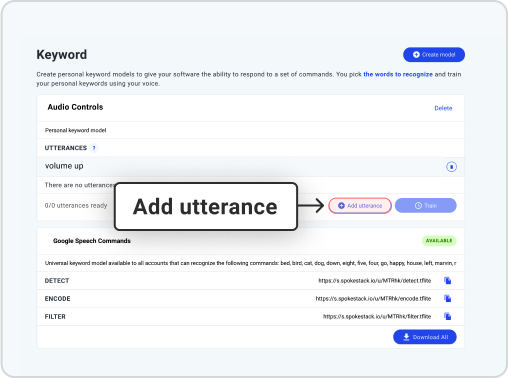 Keyword
Create model
Create personal keyword models to give your software the ability to respond to a set of commands. You pick the words to recognize and train
your personal keywords using your voice.
Audio Controls
Delete
Personal keyword model
UTTERANCES ?
volume up
There are no utterances
0/0 utterances ready
Add utterance
Add utterance
Train
Google Speech Commands
AVAILABLE
Universal keyword model available to all accounts that can recognize the following commands: bed, bird, cat, dog, down, eight, five, four, go, happy, house, left, marvin, r
DETECT
https://s.spokestack.io/u/MTRhk/detect.tflite
ENCODE
https://s.spokestack.io/u/MTRhk/encode.tflite
FILTER
https://s.spokestack.io/u/MTRhk/filter.tflite
Download All